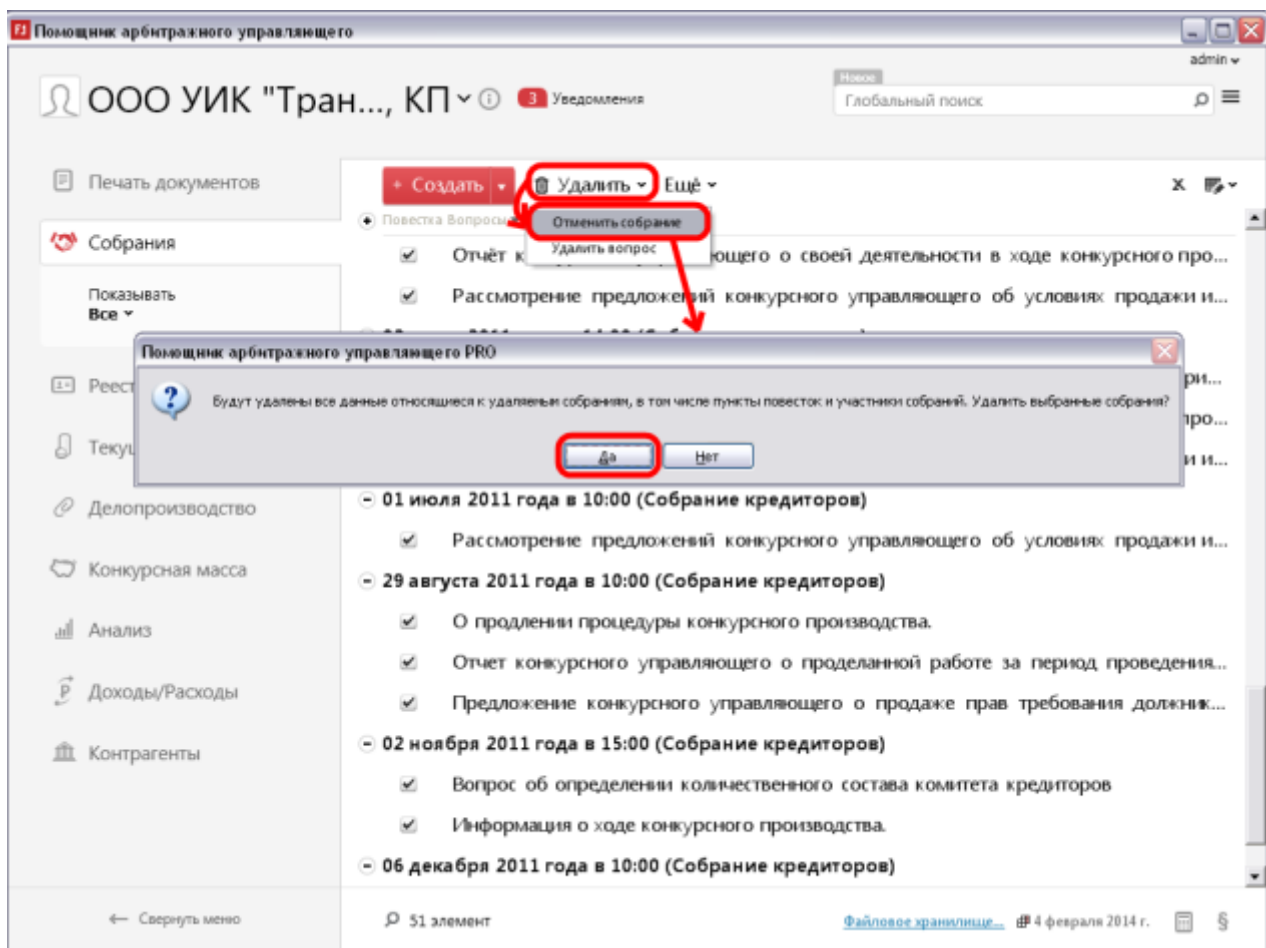 Помощник арбитражного управляющего
admin
ООО УИК "Тран..., КП
3 Уведомления
Новое
Глобальный поиск
Печать документов
+ Создать
Удалить
Ещё
Повестка Вопросы
Отменить собрание
Удалить вопрос
Собрания
Показывать
Все
Отчёт к ющего о своей деятельности в ходе конкурсного про...
Рассмотрение предложений конкурсного управляющего об условиях продажи и...
Помощник арбитражного управляющего PRO
Будут удалены все данные относящиеся к удаляемым собраниям, в том числе пункты повесток и участники собраний. Удалить выбранные собрания?
Да
Нет
Реест
ри...
про...
Теку
и и...
01 июля 2011 года в 10:00 (Собрание кредиторов)
Делопроизводство
Рассмотрение предложений конкурсного управляющего об условиях продажи и...
Конкурсная масса
29 августа 2011 года в 10:00 (Собрание кредиторов)
О продлении процедуры конкурсного производства.
Анализ
Отчет конкурсного управляющего о проделанной работе за период проведения...
Доходы/Расходы
Предложение конкурсного управляющего о продаже прав требования должник...
02 ноября 2011 года в 15:00 (Собрание кредиторов)
Контрагенты
Вопрос об определении количественного состава комитета кредиторов
Информация о ходе конкурсного производства.
06 декабря 2011 года в 10:00 (Собрание кредиторов)
← Свернуть меню
51 элемент
Файловое хранилище...
4 февраля 2014 г.
§